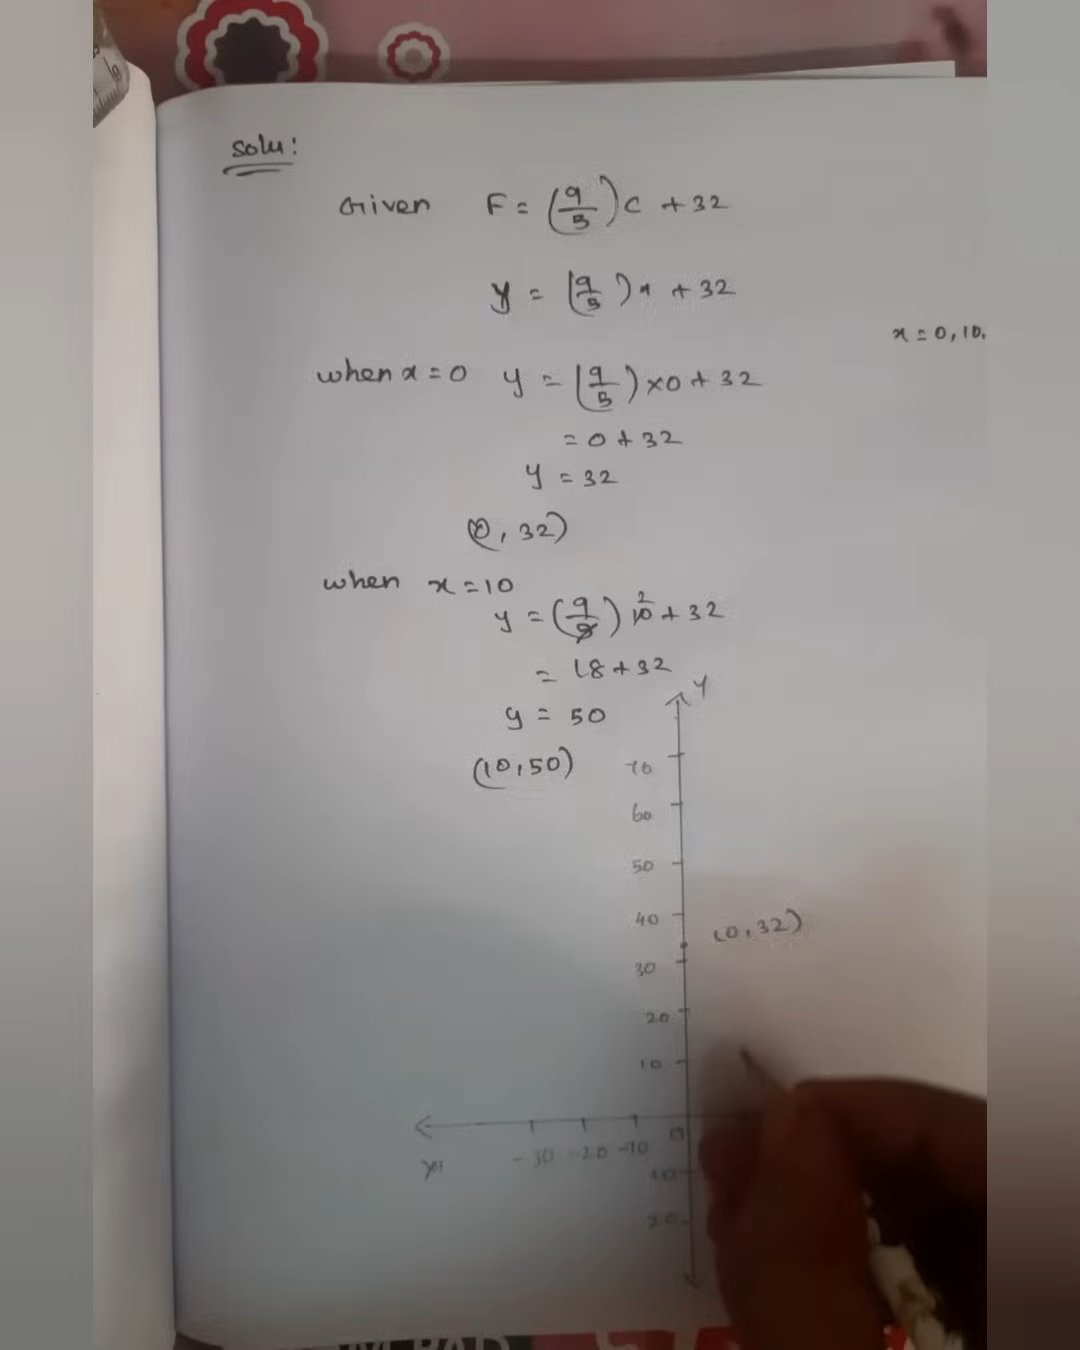 Solu:
Given F = (9/5) C + 32
y = (9/5) x + 32
x = 0, 10.
when x = 0 y = (9/5) × 0 + 32
= 0 + 32
y = 32
(0, 32)
when x = 10
y = (9/5) 10 2 + 32
= 18 + 32
y = 50
(10, 50)
Y
70
60
50
40
(0, 32)
30
20
10
0
-30 -20 -10
10
20